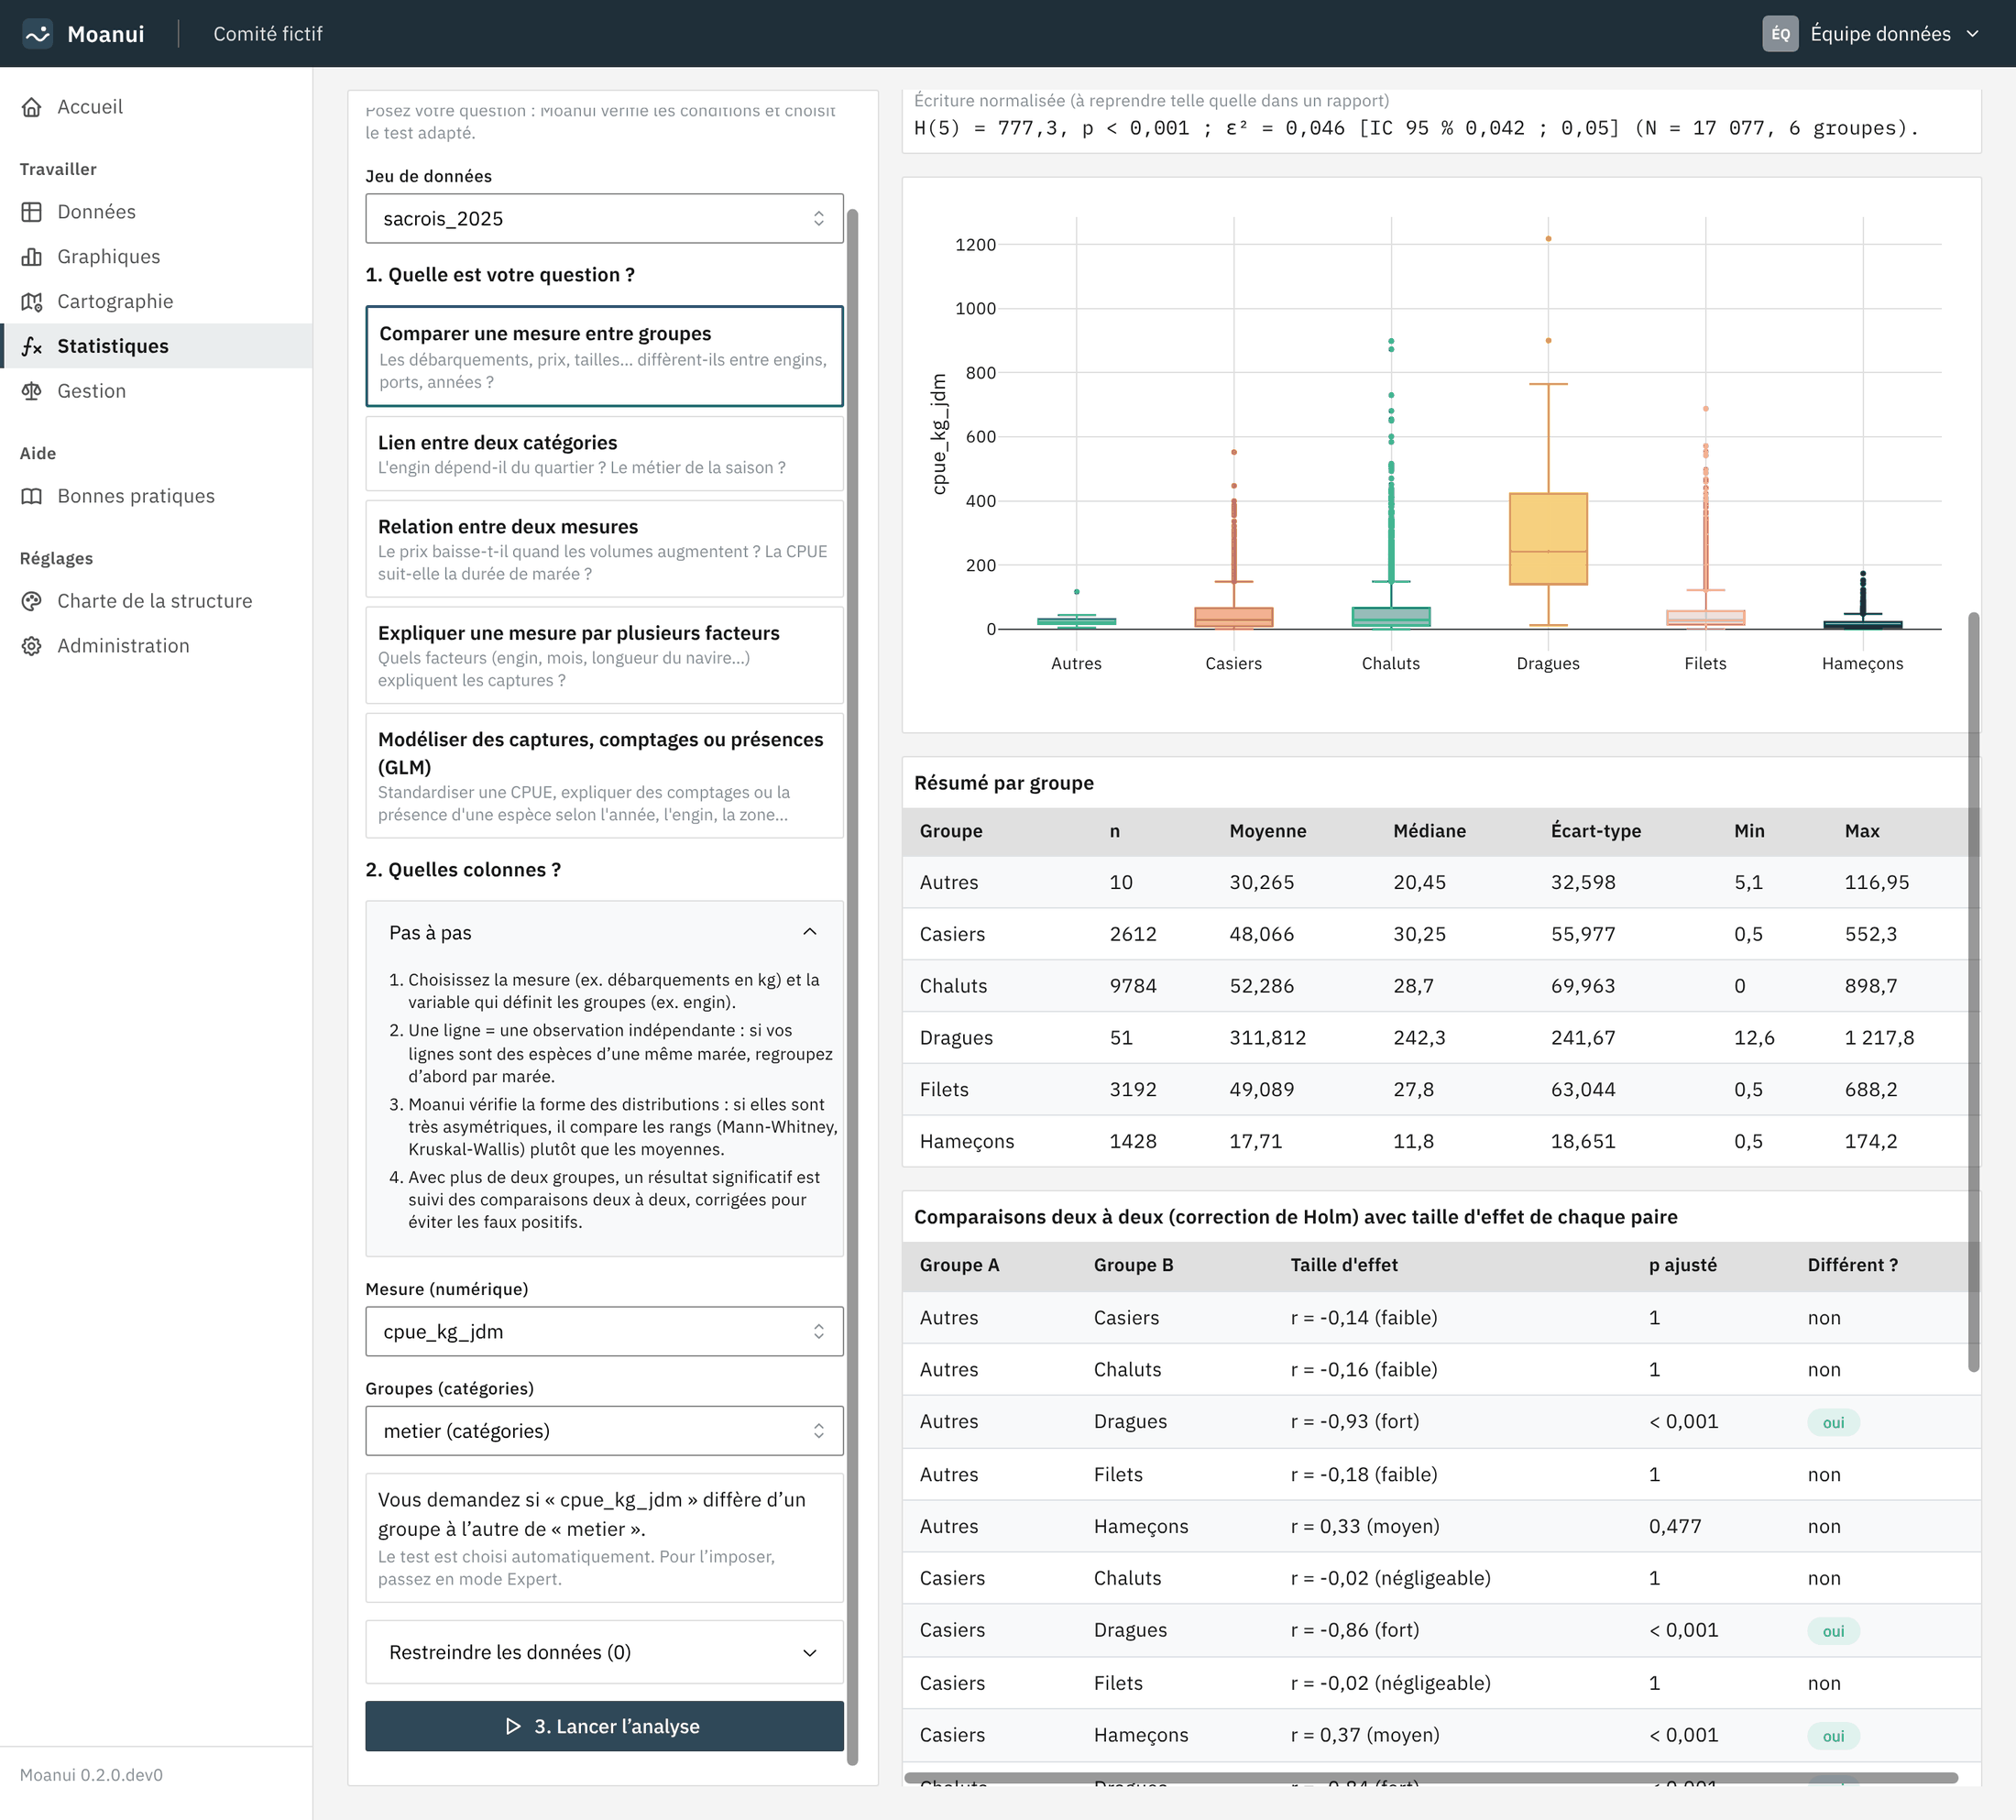 Moanui
Comité fictif
ÉQ
Équipe données
Accueil
Travailler
Données
Graphiques
Cartographie
Statistiques
Gestion
Aide
Bonnes pratiques
Réglages
Charte de la structure
Administration
Moanui 0.2.0.dev0
Posez votre question : Moanui vérifie les conditions et choisit
le test adapté.
Jeu de données
sacrois_2025
1. Quelle est votre question ?
Comparer une mesure entre groupes
Les débarquements, prix, tailles… diffèrent-ils entre engins,
ports, années ?
Lien entre deux catégories
L'engin dépend-il du quartier ? Le métier de la saison ?
Relation entre deux mesures
Le prix baisse-t-il quand les volumes augmentent ? La CPUE
suit-elle la durée de marée ?
Expliquer une mesure par plusieurs facteurs
Quels facteurs (engin, mois, longueur du navire…)
expliquent les captures ?
Modéliser des captures, comptages ou présences
(GLM)
Standardiser une CPUE, expliquer des comptages ou la
présence d'une espèce selon l'année, l'engin, la zone…
2. Quelles colonnes ?
Pas à pas
1. Choisissez la mesure (ex. débarquements en kg) et la
variable qui définit les groupes (ex. engin).
2. Une ligne = une observation indépendante : si vos
lignes sont des espèces d’une même marée, regroupez
d’abord par marée.
3. Moanui vérifie la forme des distributions : si elles sont
très asymétriques, il compare les rangs (Mann-Whitney,
Kruskal-Wallis) plutôt que les moyennes.
4. Avec plus de deux groupes, un résultat significatif est
suivi des comparaisons deux à deux, corrigées pour
éviter les faux positifs.
Mesure (numérique)
cpue_kg_jdm
Groupes (catégories)
metier (catégories)
Vous demandez si « cpue_kg_jdm » diffère d’un
groupe à l’autre de « metier ».
Le test est choisi automatiquement. Pour l’imposer,
passez en mode Expert.
Restreindre les données (0)
3. Lancer l’analyse
Écriture normalisée (à reprendre telle quelle dans un rapport)
H(5) = 777,3, p < 0,001 ; ε² = 0,046 [IC 95 % 0,042 ; 0,05] (N = 17 077, 6 groupes).
cpue_kg_jdm
1200
1000
800
600
400
200
0
Autres Casiers Chaluts Dragues Filets Hameçons
Résumé par groupe
Groupe n Moyenne Médiane Écart-type Min Max
Autres 10 30,265 20,45 32,598 5,1 116,95
Casiers 2612 48,066 30,25 55,977 0,5 552,3
Chaluts 9784 52,286 28,7 69,963 0 898,7
Dragues 51 311,812 242,3 241,67 12,6 1 217,8
Filets 3192 49,089 27,8 63,044 0,5 688,2
Hameçons 1428 17,71 11,8 18,651 0,5 174,2
Comparaisons deux à deux (correction de Holm) avec taille d'effet de chaque paire
Groupe A Groupe B Taille d'effet p ajusté Différent ?
Autres Casiers r = -0,14 (faible) 1 non
Autres Chaluts r = -0,16 (faible) 1 non
Autres Dragues r = -0,93 (fort) < 0,001 oui
Autres Filets r = -0,18 (faible) 1 non
Autres Hameçons r = 0,33 (moyen) 0,477 non
Casiers Chaluts r = -0,02 (négligeable) 1 non
Casiers Dragues r = -0,86 (fort) < 0,001 oui
Casiers Filets r = -0,02 (négligeable) 1 non
Casiers Hameçons r = 0,37 (moyen) < 0,001 oui